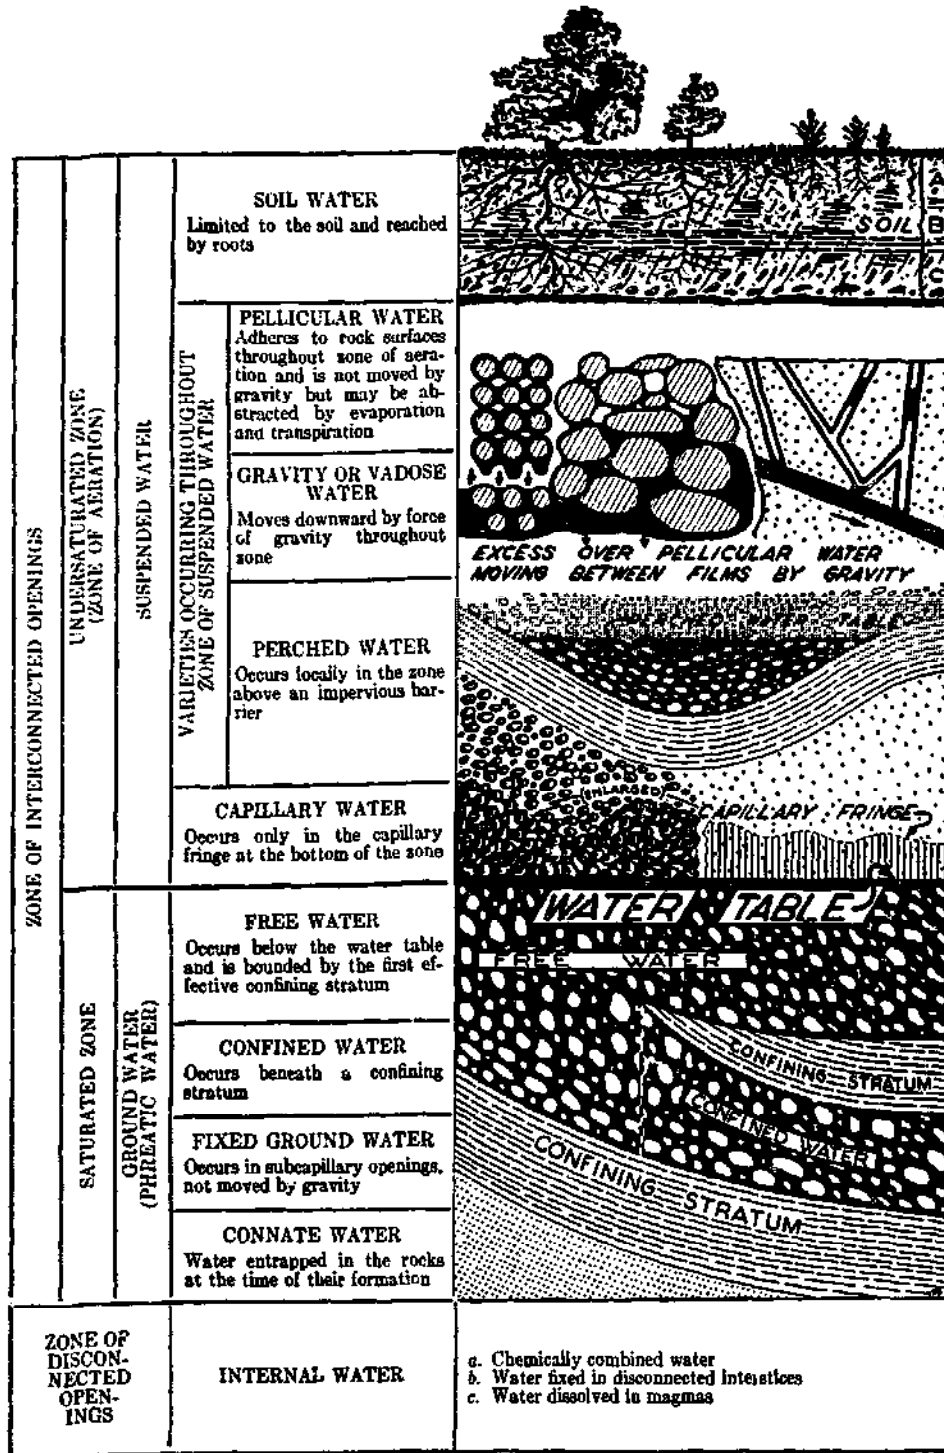 ZONE OF INTERCONNECTED OPENINGS
UNDERSATURATED ZONE
(ZONE OF AERATION)
SUSPENDED WATER
SOIL WATER
Limited to the soil and reached
by roots
VARIETIES OCCURRING THROUGHOUT
ZONE OF SUSPENDED WATER
PELLICULAR WATER
Adheres to rock surfaces
throughout zone of aera-
tion and is not moved by
gravity but may be ab-
stracted by evaporation
and transpiration
GRAVITY OR VADOSE
WATER
Moves downward by force
of gravity throughout
zone
PERCHED WATER
Occurs locally in the zone
above an impervious bar-
rier
CAPILLARY WATER
Occurs only in the capillary
fringe at the bottom of the zone
SATURATED ZONE
GROUND WATER
(PHREATIC WATER)
FREE WATER
Occurs below the water table
and is bounded by the first ef-
fective confining stratum
CONFINED WATER
Occurs beneath a confining
stratum
FIXED GROUND WATER
Occurs in subcapillary openings,
not moved by gravity
CONNATE WATER
Water entrapped in the rocks
at the time of their formation
ZONE OF
DISCON-
NECTED
OPEN-
INGS
INTERNAL WATER
a. Chemically combined water
b. Water fixed in disconnected interstices
c. Water dissolved in magmas
SOIL
A
B
C
EXCESS OVER PELLICULAR WATER
MOVING BETWEEN FILMS BY GRAVITY
PERCHED WATER TABLE
(ENLARGED)
CAPILLARY FRINGE
WATER TABLE
FREE WATER
CONFINING STRATUM
CONFINED WATER
CONFINING STRATUM